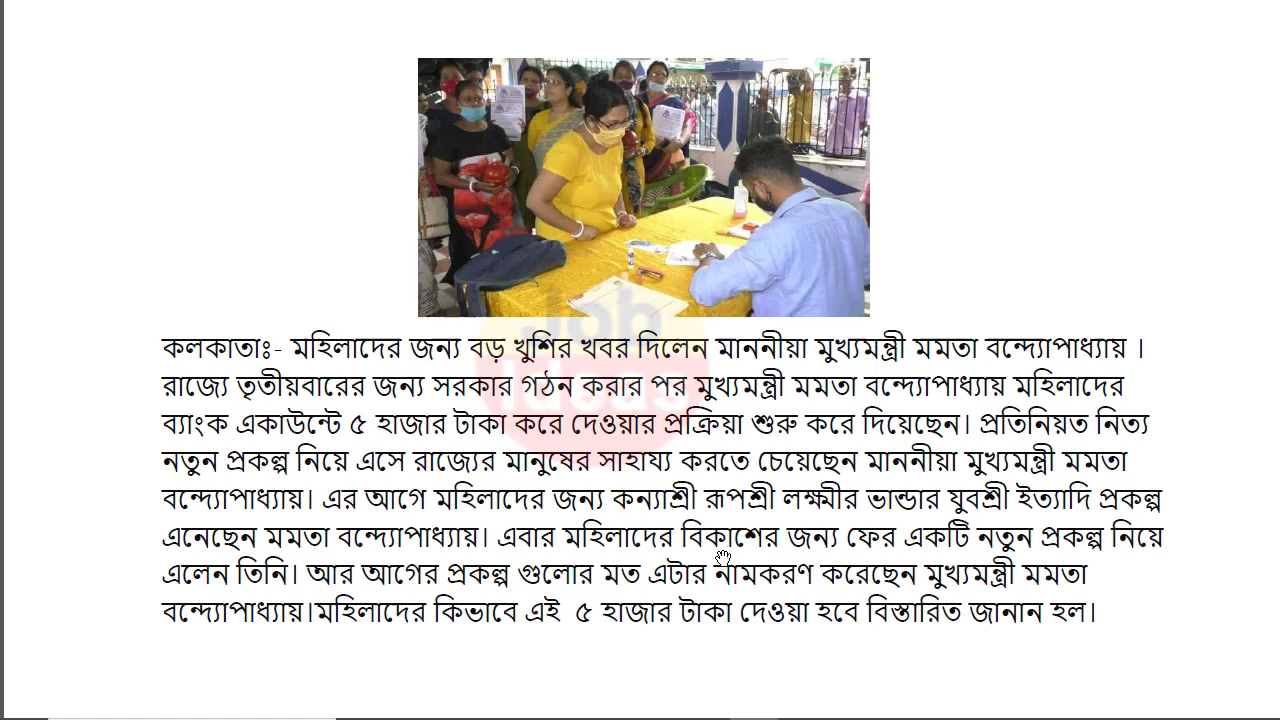 কলকাতাঃ- মহিলাদের জন্য বড় খুশির খবর দিলেন মাননীয়া মুখ্যমন্ত্রী মমতা বন্দ্যোপাধ্যায় ।
রাজ্যে তৃতীয়বারের জন্য সরকার গঠন করার পর মুখ্যমন্ত্রী মমতা বন্দ্যোপাধ্যায় মহিলাদের
ব্যাংক একাউন্টে ৫ হাজার টাকা করে দেওয়ার প্রক্রিয়া শুরু করে দিয়েছেন। প্রতিনিয়ত নিত্য
নতুন প্রকল্প নিয়ে এসে রাজ্যের মানুষের সাহায্য করতে চেয়েছেন মাননীয়া মুখ্যমন্ত্রী মমতা
বন্দ্যোপাধ্যায়। এর আগে মহিলাদের জন্য কন্যাশ্রী রূপশ্রী লক্ষ্মীর ভান্ডার যুবশ্রী ইত্যাদি প্রকল্প
এনেছেন মমতা বন্দ্যোপাধ্যায়। এবার মহিলাদের বিকাশের জন্য ফের একটি নতুন প্রকল্প নিয়ে
এলেন তিনি। আর আগের প্রকল্প গুলোর মত এটার নামকরণ করেছেন মুখ্যমন্ত্রী মমতা
বন্দ্যোপাধ্যায়।মহিলাদের কিভাবে এই ৫ হাজার টাকা দেওয়া হবে বিস্তারিত জানান হল।
Job
Ideas